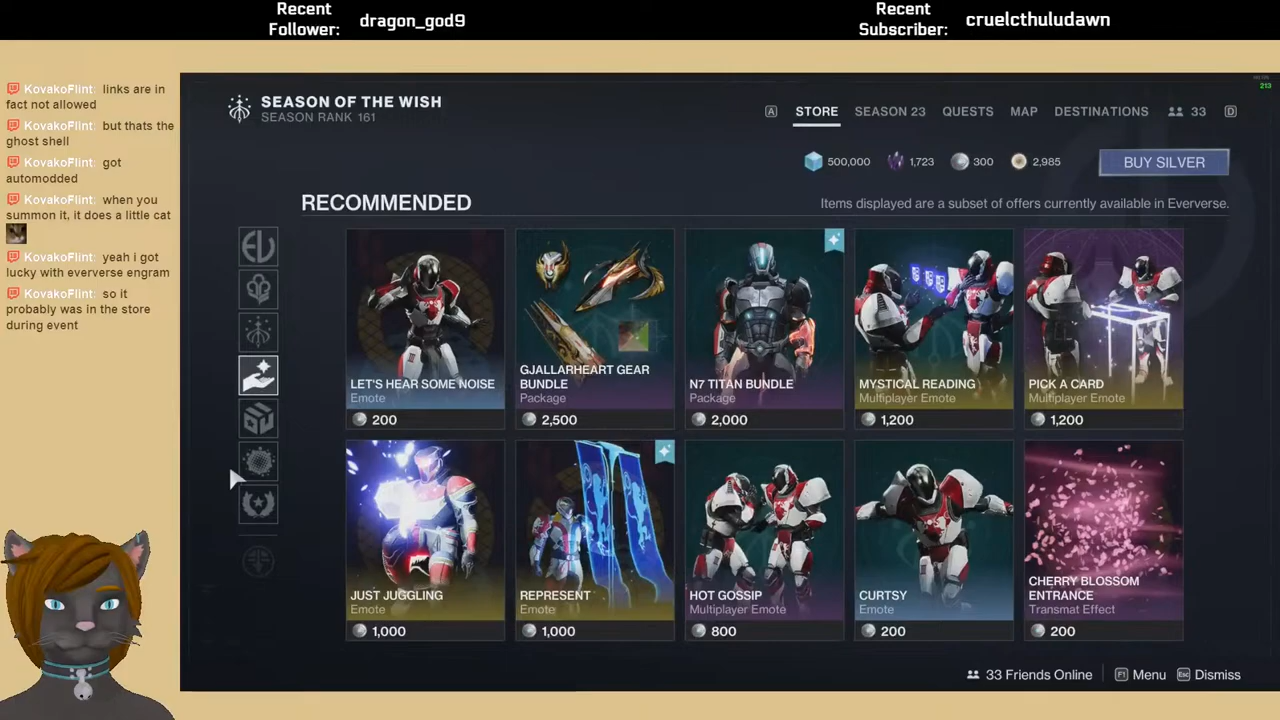 Recent
Follower:
dragon_god9
Recent
Subscriber:
cruelcthuludawn
KovakoFlint: links are in
fact not allowed
KovakoFlint: but thats the
ghost shell
KovakoFlint: got
automodded
KovakoFlint: when you
summon it, it does a little cat
KovakoFlint: yeah i got
lucky with eververse engram
KovakoFlint: so it
probably was in the store
during event
213
SEASON OF THE WISH
SEASON RANK 161
A STORE SEASON 23 QUESTS MAP DESTINATIONS 33 D
500,000 1,723 300 2,985 BUY SILVER
RECOMMENDED
Items displayed are a subset of offers currently available in Eververse.
LET'S HEAR SOME NOISE
Emote
200
GJALLARHEART GEAR
BUNDLE
Package
2,500
N7 TITAN BUNDLE
Package
2,000
MYSTICAL READING
Multiplayer Emote
1,200
PICK A CARD
Multiplayer Emote
1,200
JUST JUGGLING
Emote
1,000
REPRESENT
Emote
1,000
HOT GOSSIP
Multiplayer Emote
800
CURTSY
Emote
200
CHERRY BLOSSOM
ENTRANCE
Transmat Effect
200
33 Friends Online F1 Menu Esc Dismiss